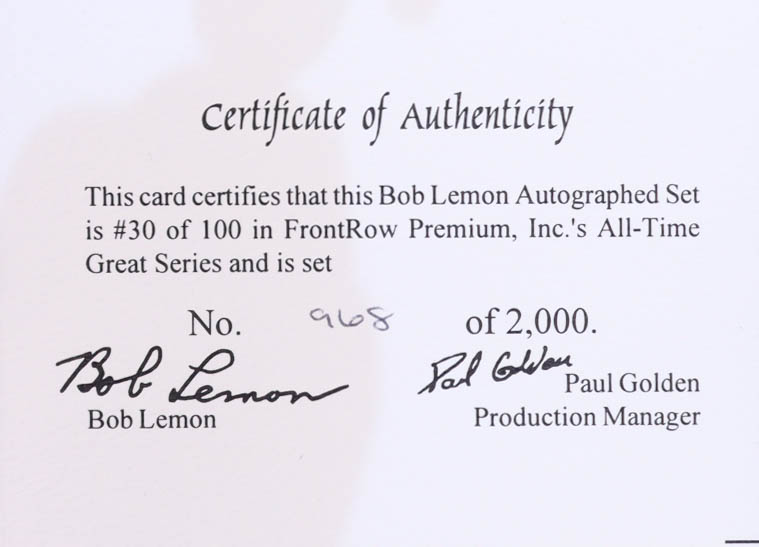 Certificate of Authenticity
This card certifies that this Bob Lemon Autographed Set
is #30 of 100 in FrontRow Premium, Inc.'s All-Time
Great Series and is set
No. 968 of 2,000.
Bob Lemon Paul Golden
Paul Golden
Bob Lemon Production Manager